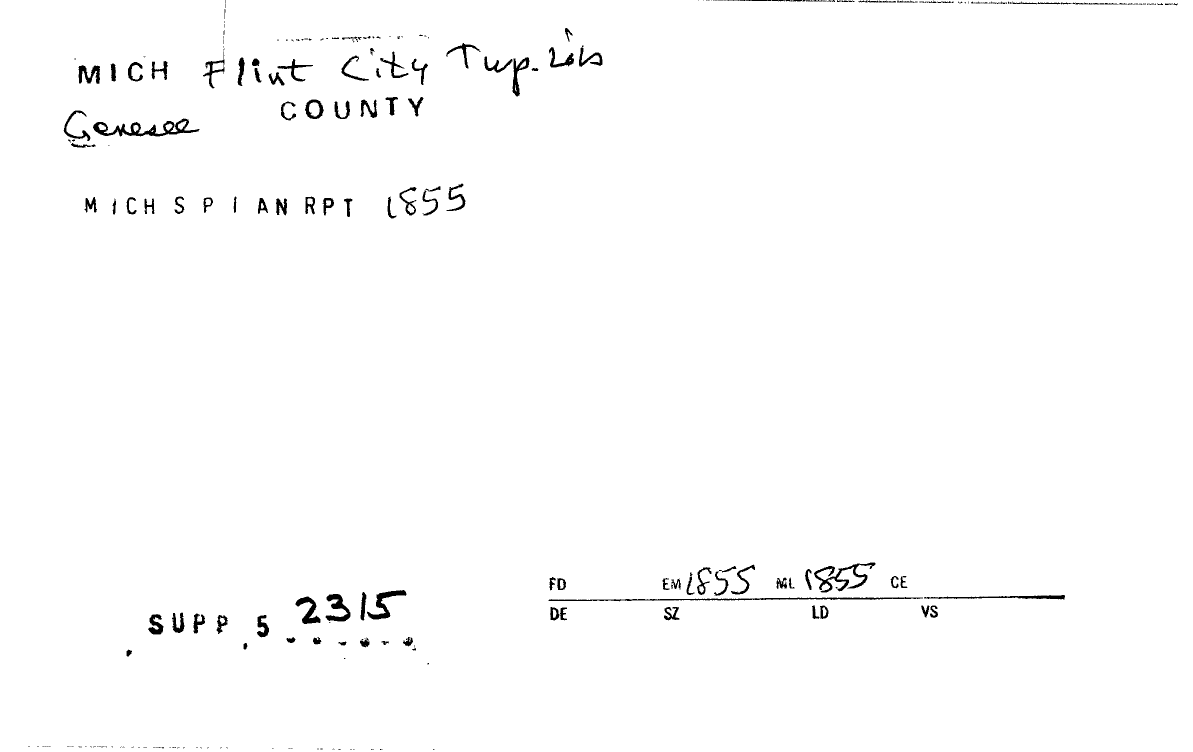 MICH Flint City Twp. Libs
Genesee COUNTY
MICH S P I AN RPT 1855
FD EM 1855 ML 1855 CE
DE SZ LD VS
SUPP 5 2315